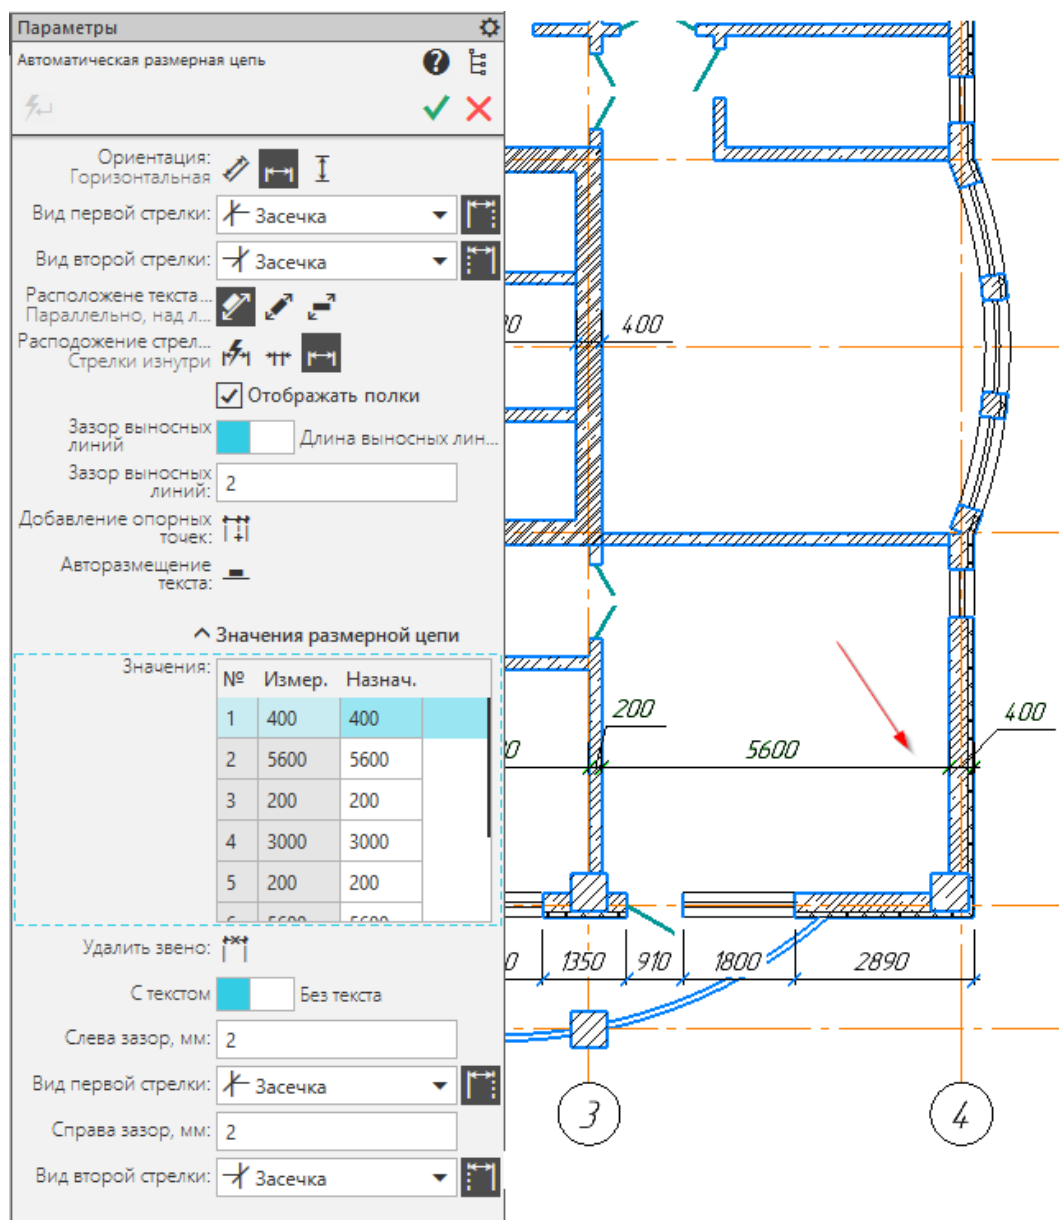 Параметры
Автоматическая размерная цепь
Ориентация:
Горизонтальная
Вид первой стрелки: Засечка
Вид второй стрелки: Засечка
Расположене текста...
Параллельно, над л...
Расподожение стрел...
Стрелки изнутри
Отображать полки
Зазор выносных
линий
Длина выносных лин...
Зазор выносных
линий: 2
Добавление опорных
точек:
Авторазмещение
текста:
Значения размерной цепи
Значения:
№ Измер. Назнач.
1 400 400
2 5600 5600
3 200 200
4 3000 3000
5 200 200
Удалить звено:
С текстом Без текста
Слева зазор, мм: 2
Вид первой стрелки: Засечка
Справа зазор, мм: 2
Вид второй стрелки: Засечка
400
200
5600
400
1350 910 1800 2890
3 4